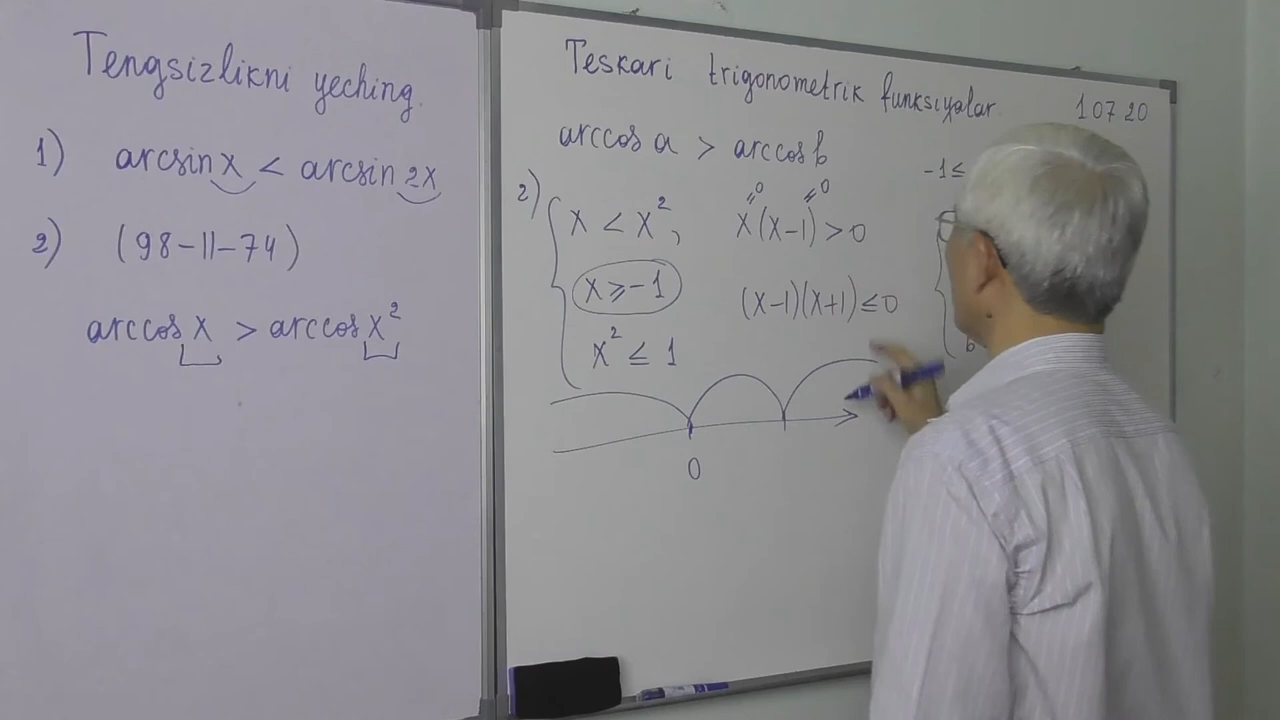 Tengsizlikni yeching.
1) arcsin x < arcsin 2x
2) (98-11-74)
arccos x > arccos x²
Teskari trigonometrik funksiyalar
1 07 20
arccos a > arccos b
-1≤
2) x < x²,
x(x-1)>0
=0 =0
x⩾-1
(x-1)(x+1)≤0
x² ≤ 1
b
0